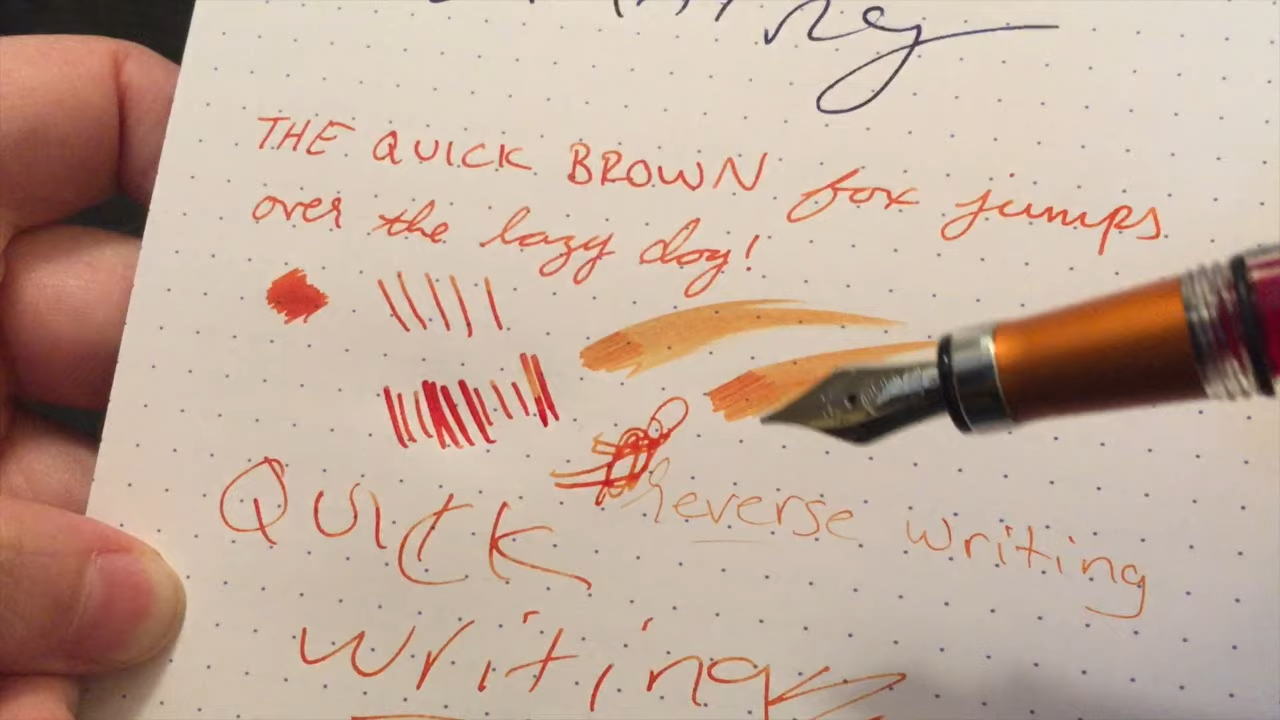 THE QUICK BROWN fox jumps
over the lazy dog!
reverse writing
QUICK
writing